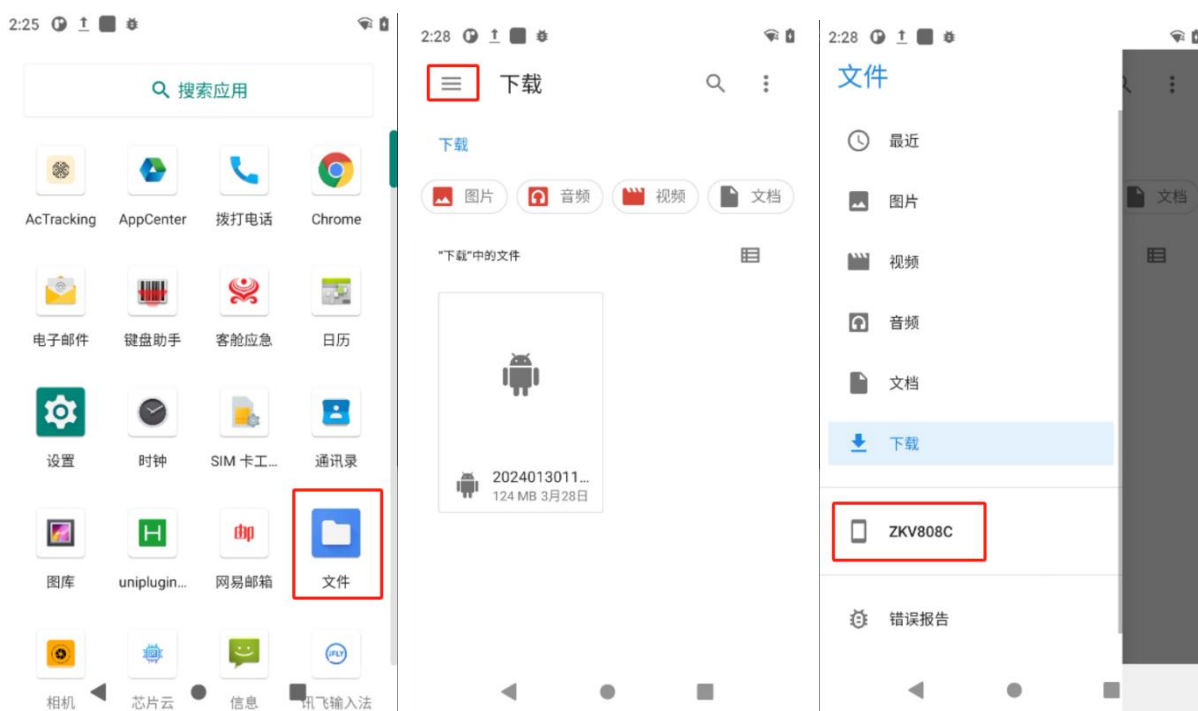 2:25
搜索应用
AcTracking AppCenter 拨打电话 Chrome
电子邮件 键盘助手 客舱应急 日历
设置 时钟 SIM 卡工... 通讯录
图库 uniplugin... 网易邮箱 文件
相机 芯片云 信息 讯飞输入法
2:28
下载
下载
图片 音频 视频 文档
"下载"中的文件
2024013011...
124 MB 3月28日
2:28
文件
最近
图片
视频
音频
文档
下载
ZKV808C
错误报告
文档